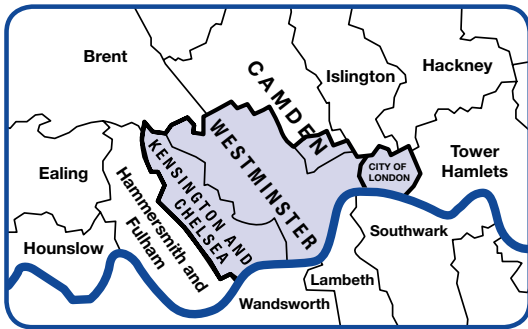 Brent
CAMDEN
Islington
Hackney
WESTMINSTER
CITY OF
LONDON
Tower
Hamlets
Ealing
KENSINGTON AND
CHELSEA
Hammersmith and
Fulham
Hounslow
Southwark
Lambeth
Wandsworth